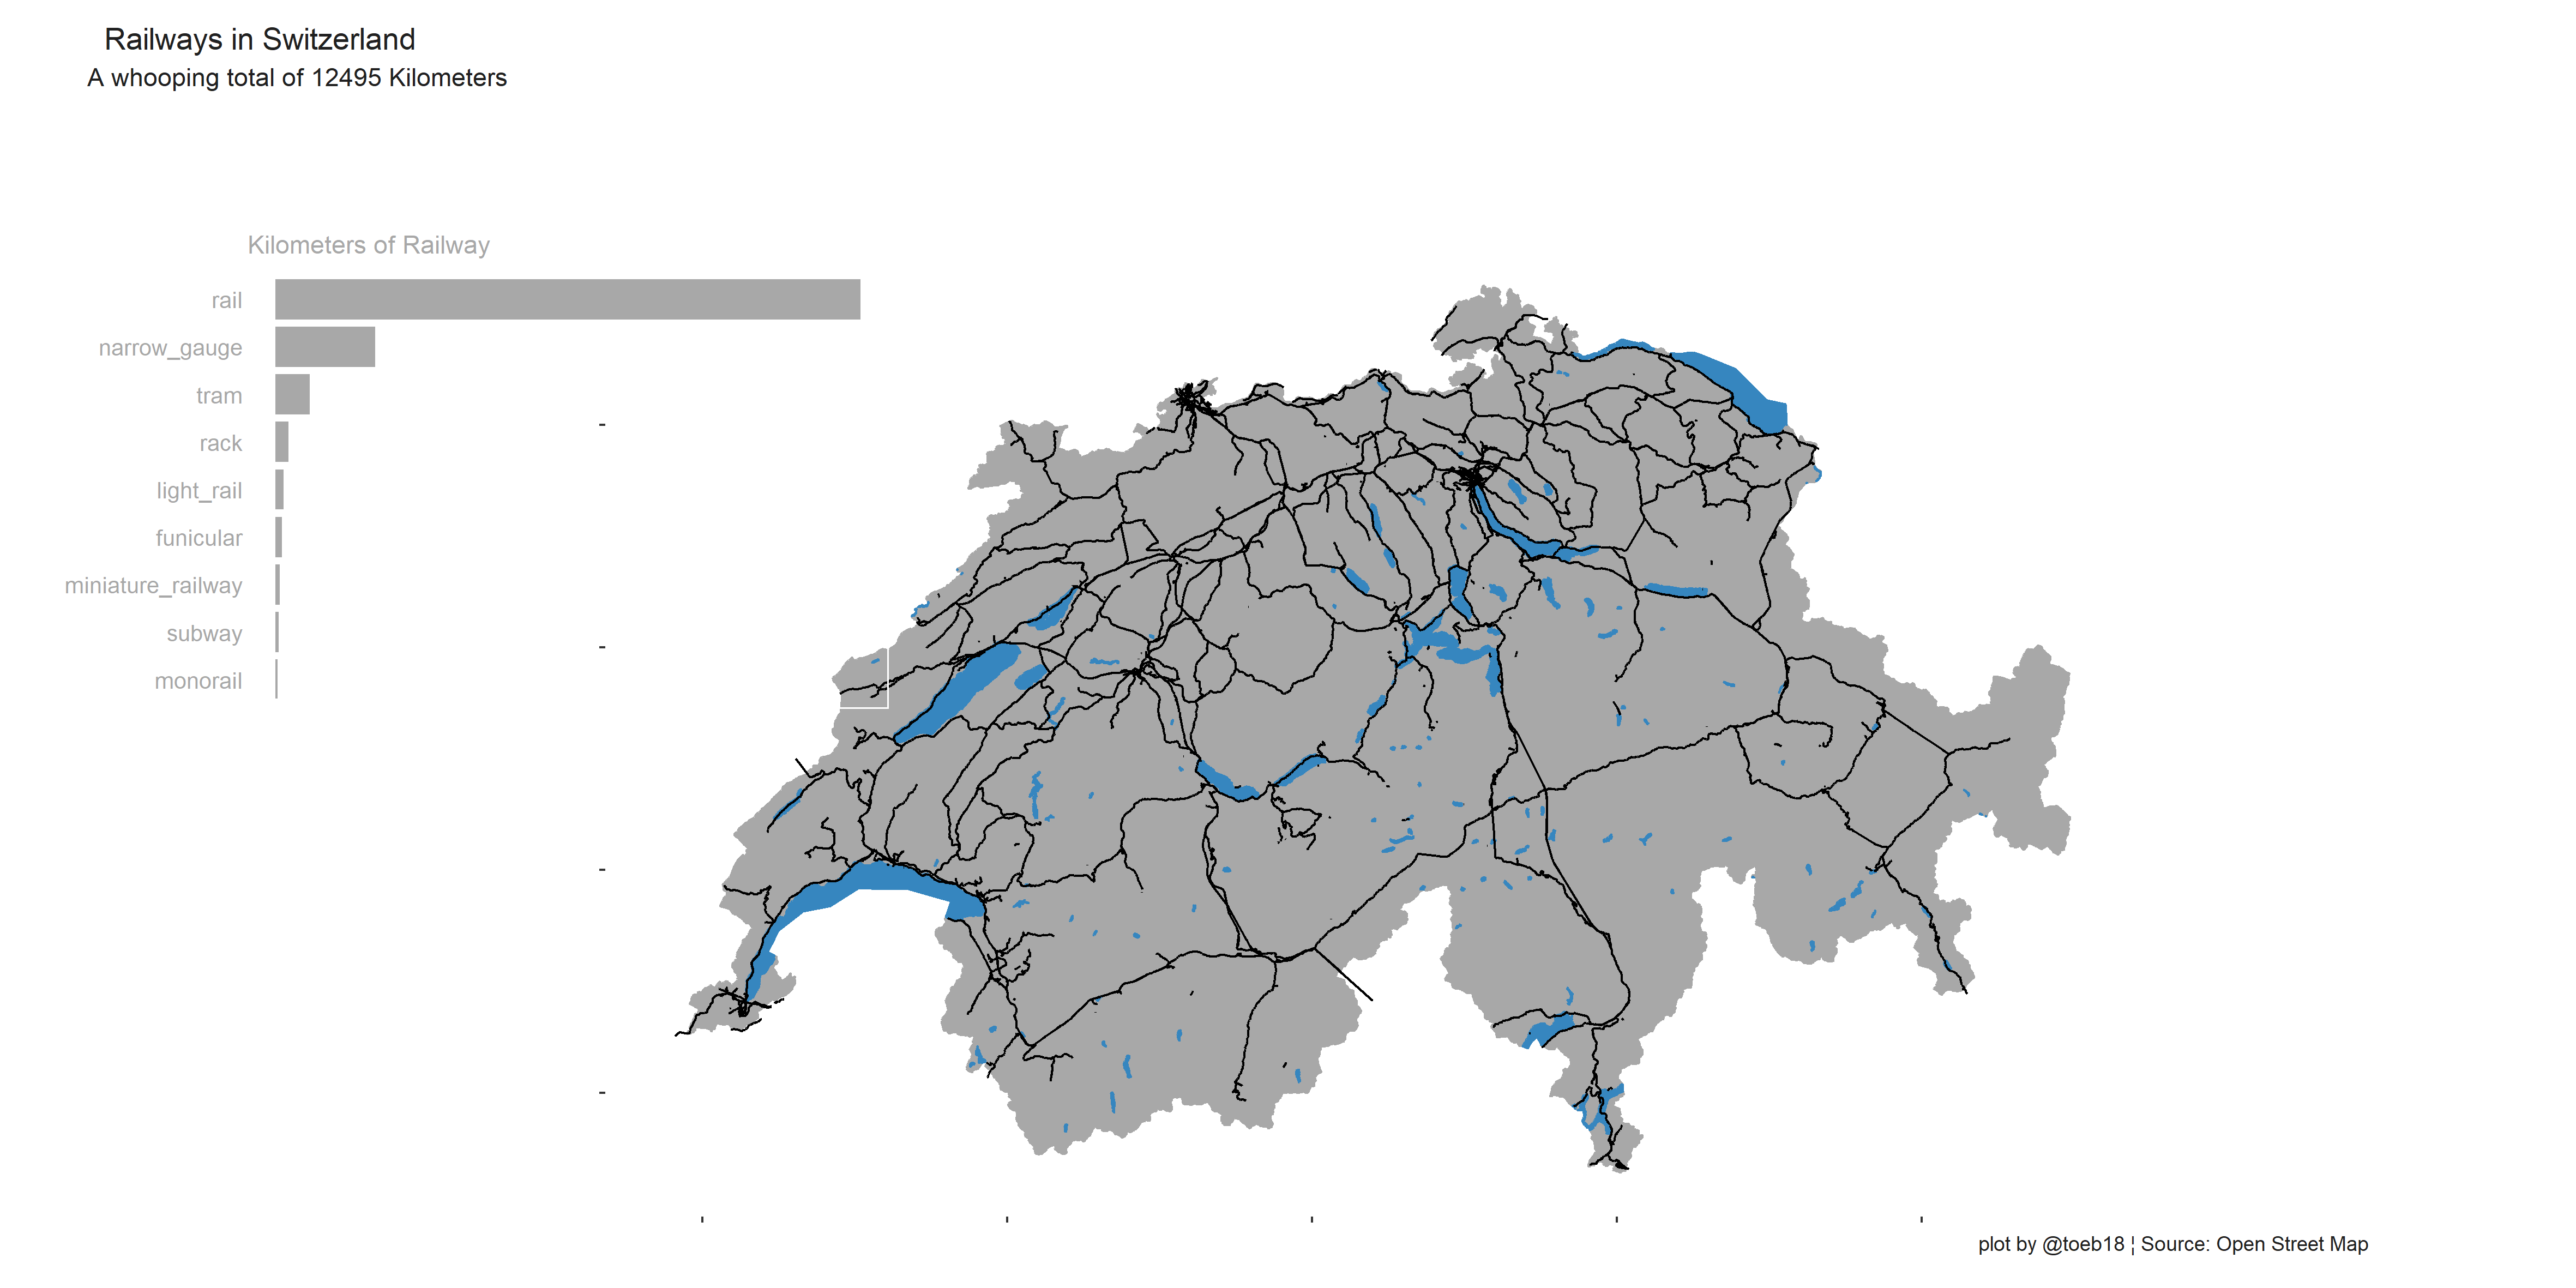 Railways in Switzerland
A whooping total of 12495 Kilometers
Kilometers of Railway
rail
narrow_gauge
tram
rack
light_rail
funicular
miniature_railway
subway
monorail
plot by @toeb18 ¦ Source: Open Street Map